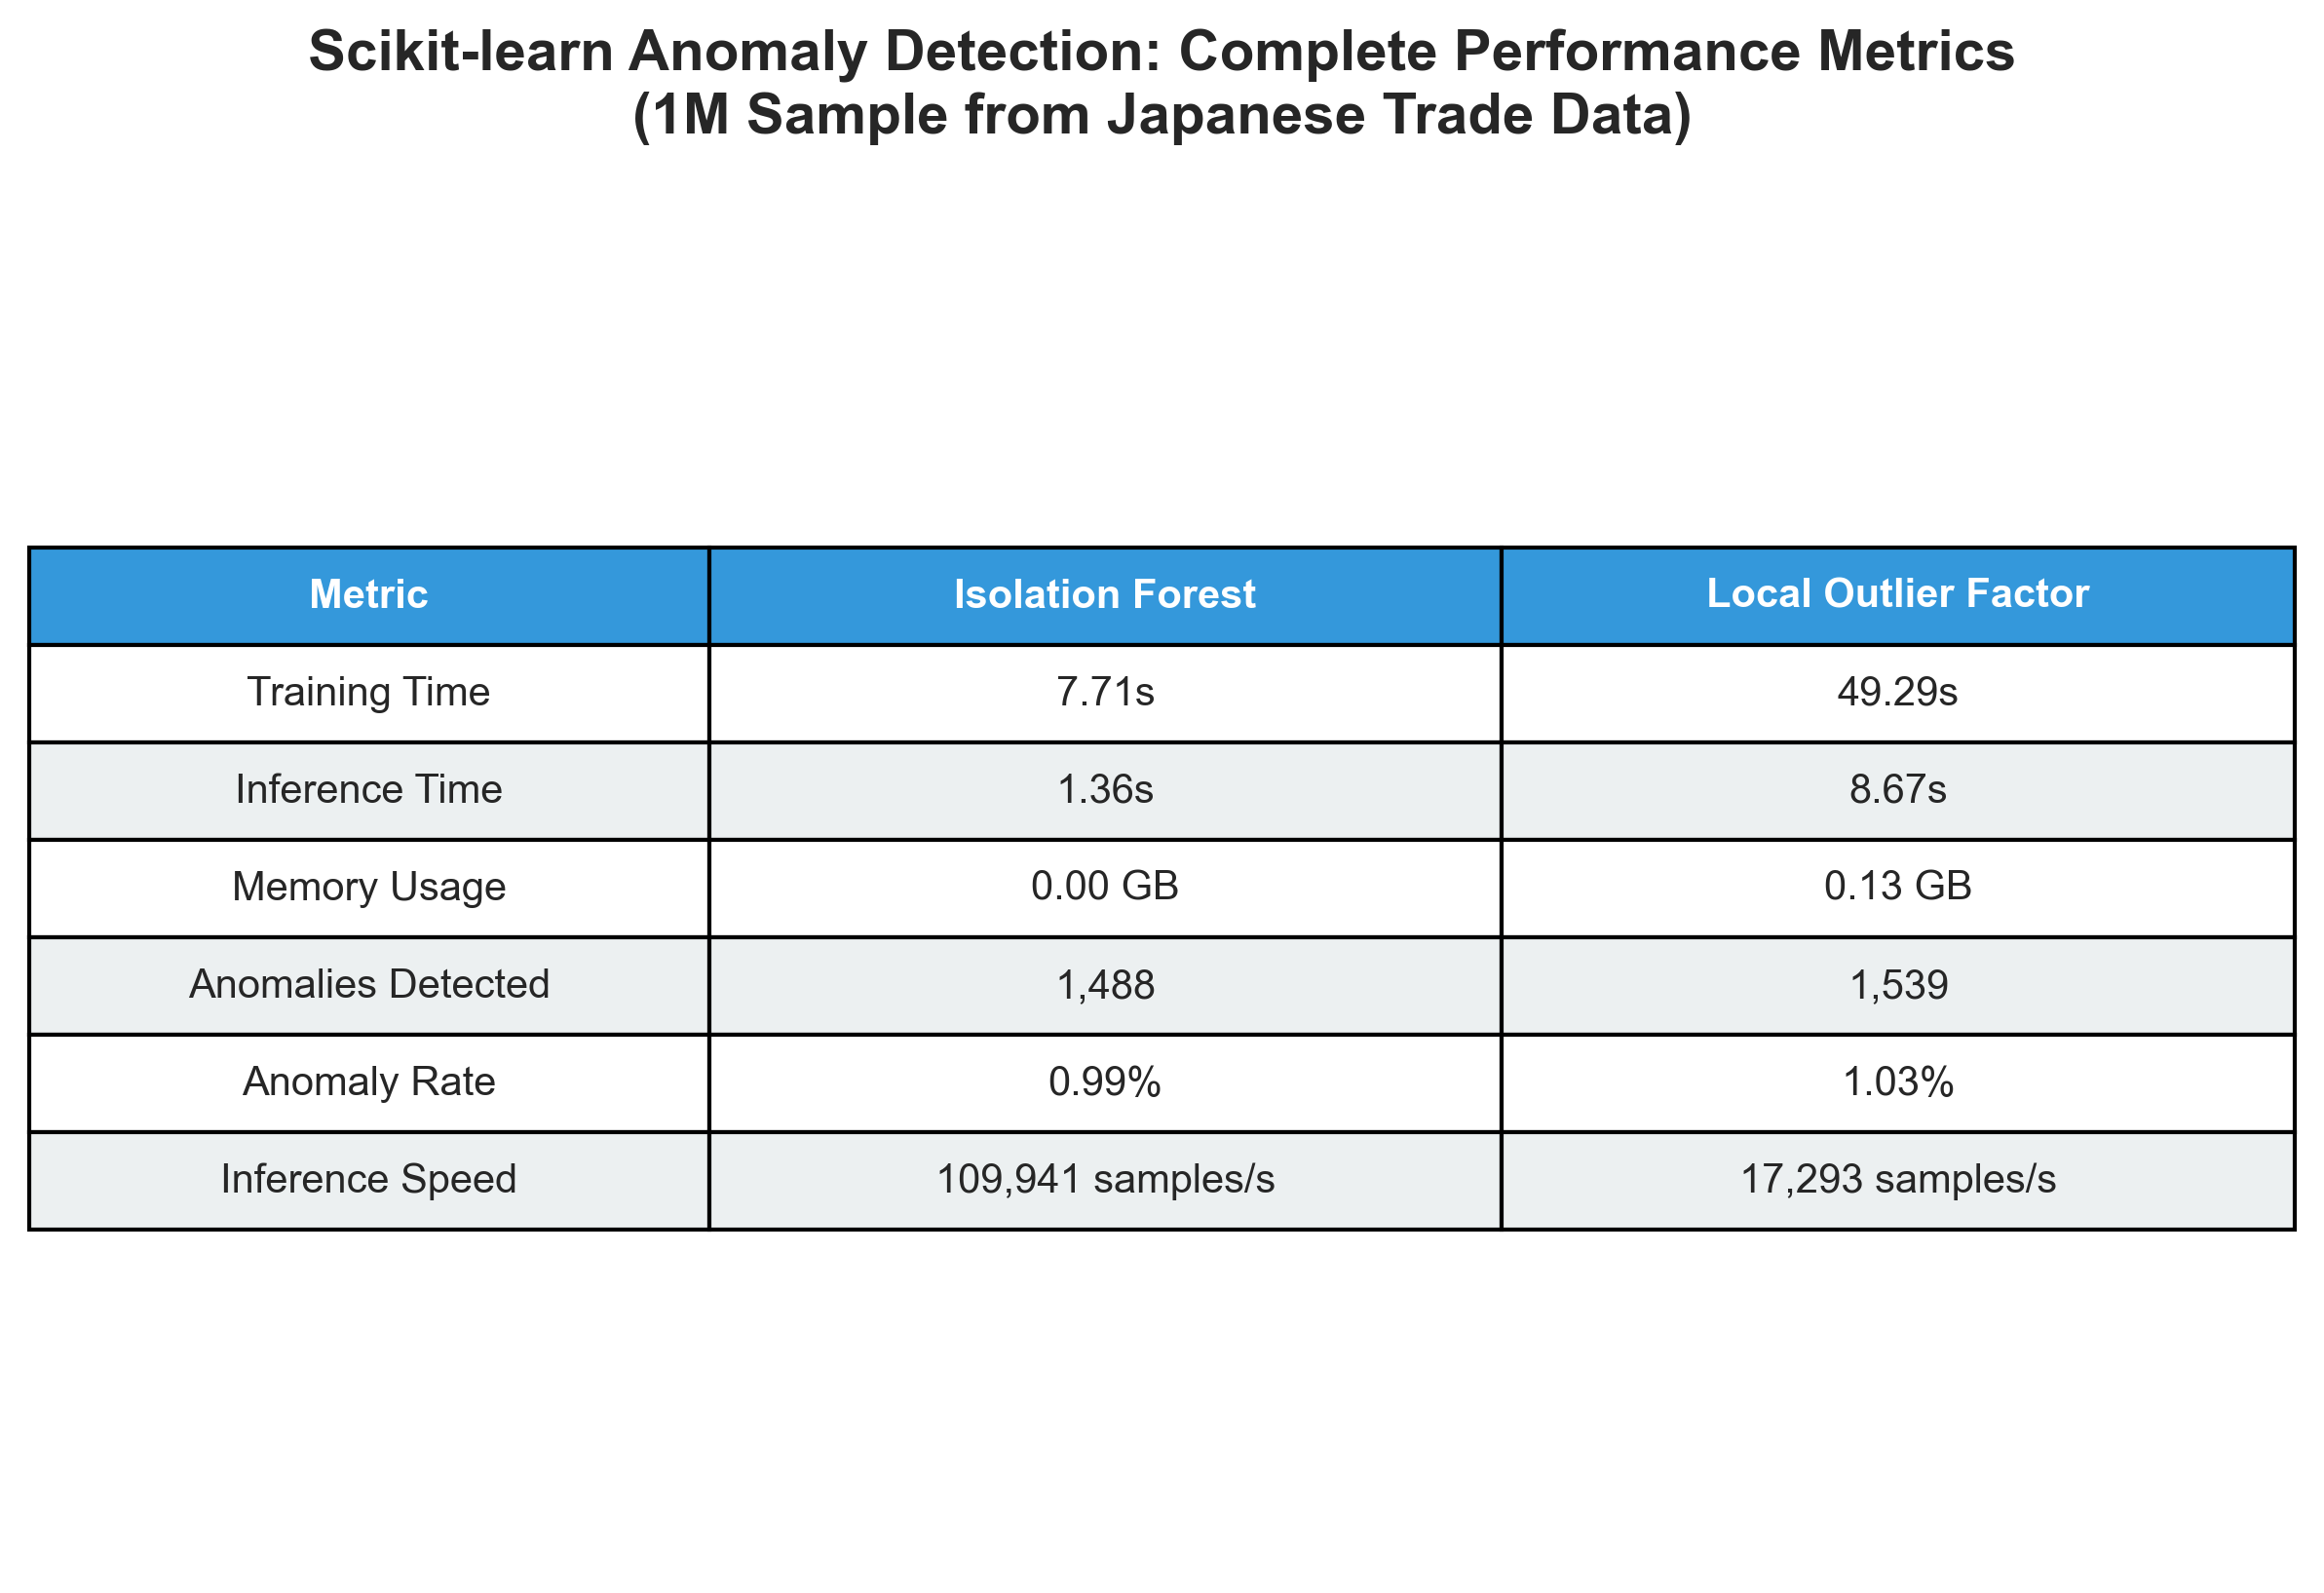 Scikit-learn Anomaly Detection: Complete Performance Metrics
(1M Sample from Japanese Trade Data)
Metric Isolation Forest Local Outlier Factor
Training Time 7.71s 49.29s
Inference Time 1.36s 8.67s
Memory Usage 0.00 GB 0.13 GB
Anomalies Detected 1,488 1,539
Anomaly Rate 0.99% 1.03%
Inference Speed 109,941 samples/s 17,293 samples/s